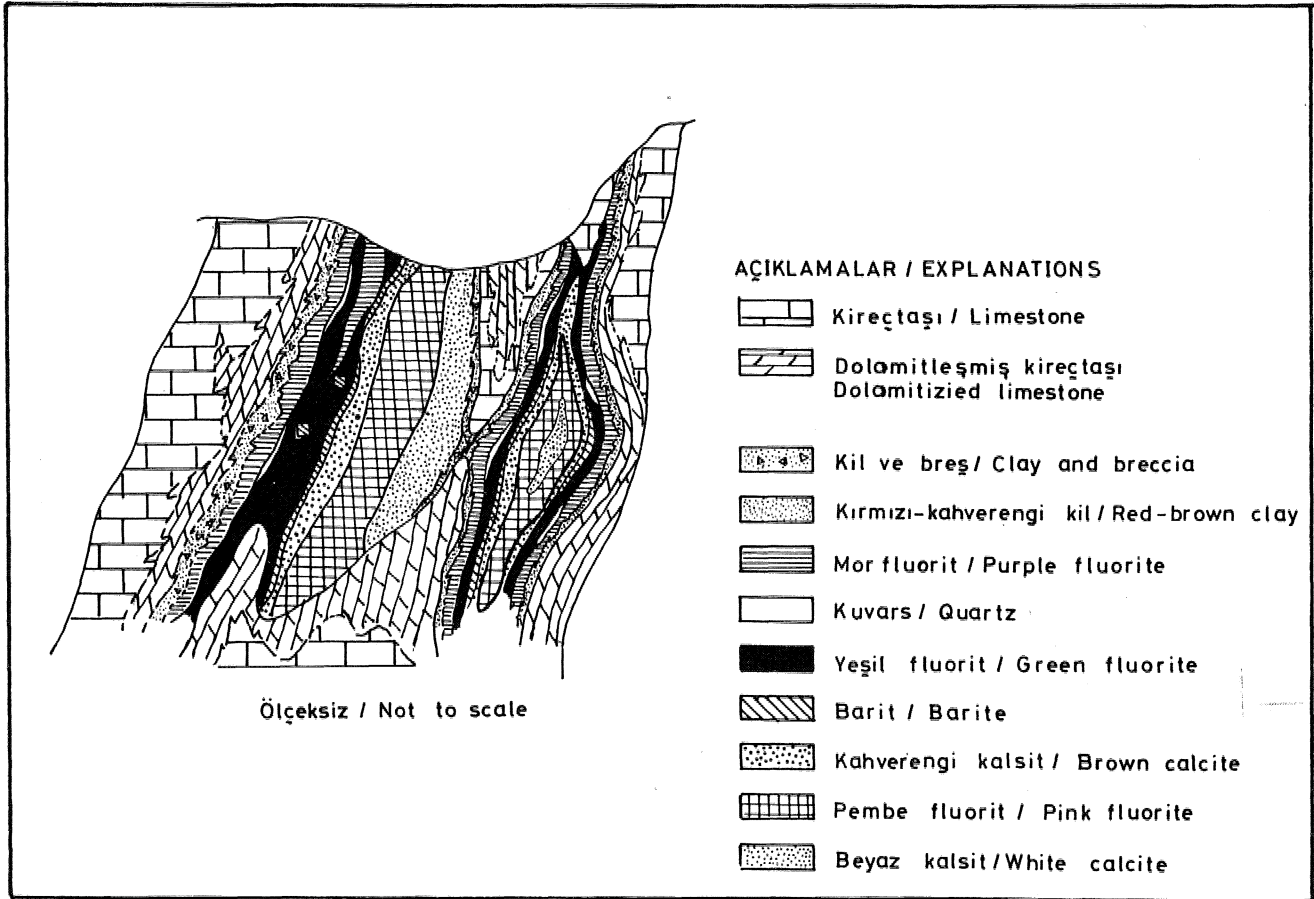 AÇIKLAMALAR / EXPLANATIONS
Kireçtaşı / Limestone
Dolamitleşmiş kireçtaşı
Dolamitizied limestone
Kil ve breş / Clay and breccia
Kırmızı-kahverengi kil / Red-brown clay
Mor fluorit / Purple fluorite
Kuvars / Quartz
Yeşil fluorit / Green fluorite
Barit / Barite
Kahverengi kalsit / Brown calcite
Pembe fluorit / Pink fluorite
Beyaz kalsit / White calcite
Ölçeksiz / Not to scale